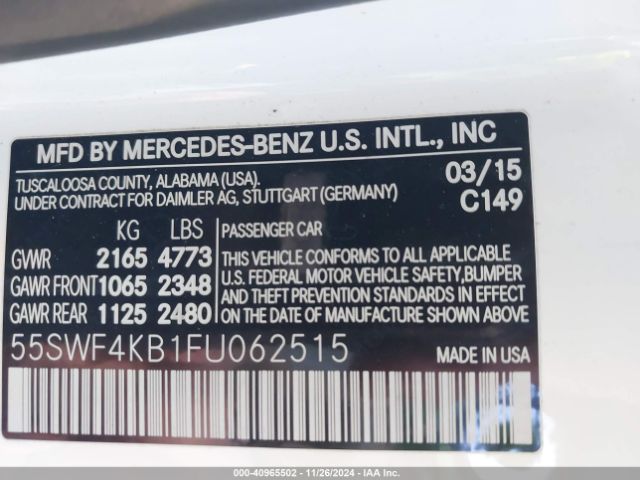 MFD BY MERCEDES-BENZ U.S. INTL., INC
TUSCALOOSA COUNTY, ALABAMA (USA). 03/15
UNDER CONTRACT FOR DAIMLER AG, STUTTGART (GERMANY) C149
KG LBS
GVWR 2165 4773
GAWR FRONT 1065 2348
GAWR REAR 1125 2480
PASSENGER CAR
THIS VEHICLE CONFORMS TO ALL APPLICABLE
U.S. FEDERAL MOTOR VEHICLE SAFETY, BUMPER
AND THEFT PREVENTION STANDARDS IN EFFECT
ON THE DATE OF MANUFACTURE SHOWN ABOVE.
55SWF4KB1FU062515 MADE IN USA
000-40965502 - 11/26/2024 - IAA Inc.